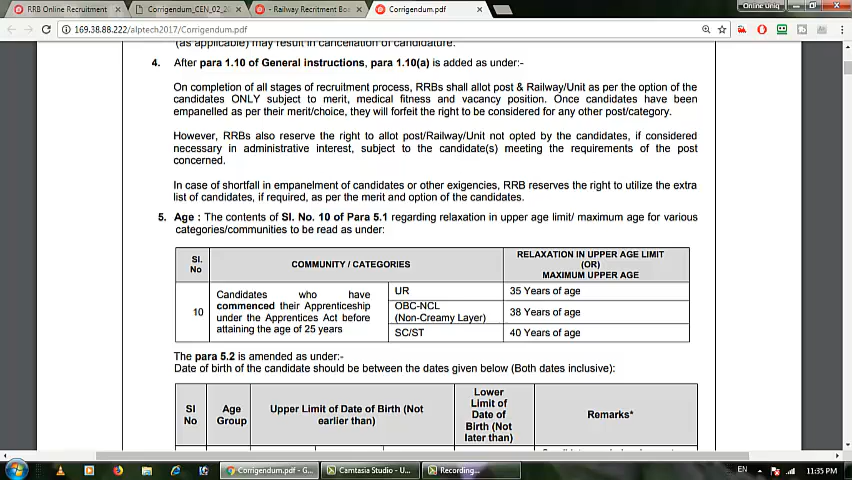 RRB Online Recruitment
Corrigendum_CEN_02_2
- Railway Recritment Bo
Corrigendum.pdf
Online Uniq
169.38.88.222/alptech2017/Corrigendum.pdf
(as applicable) may result in cancellation of candidature.
4. After para 1.10 of General instructions, para 1.10(a) is added as under:-
On completion of all stages of recruitment process, RRBs shall allot post & Railway/Unit as per the option of the
candidates ONLY subject to merit, medical fitness and vacancy position. Once candidates have been
empanelled as per their merit/choice, they will forfeit the right to be considered for any other post/category.
However, RRBs also reserve the right to allot post/Railway/Unit not opted by the candidates, if considered
necessary in administrative interest, subject to the candidate(s) meeting the requirements of the post
concerned.
In case of shortfall in empanelment of candidates or other exigencies, RRB reserves the right to utilize the extra
list of candidates, if required, as per the merit and option of the candidates.
5. Age : The contents of Sl. No. 10 of Para 5.1 regarding relaxation in upper age limit/ maximum age for various
categories/communities to be read as under:
Sl. No
COMMUNITY / CATEGORIES
RELAXATION IN UPPER AGE LIMIT
(OR)
MAXIMUM UPPER AGE
10
Candidates who have
commenced their Apprenticeship
under the Apprentices Act before
attaining the age of 25 years
UR 35 Years of age
OBC-NCL
(Non-Creamy Layer) 38 Years of age
SC/ST 40 Years of age
The para 5.2 is amended as under:-
Date of birth of the candidate should be between the dates given below (Both dates inclusive):
Sl
No
Age
Group
Upper Limit of Date of Birth (Not
earlier than)
Lower
Limit of
Date of
Birth (Not
later than)
Remarks*
Corrigendum.pdf - G...
Camtasia Studio - U...
Recording...
EN
11:35 PM